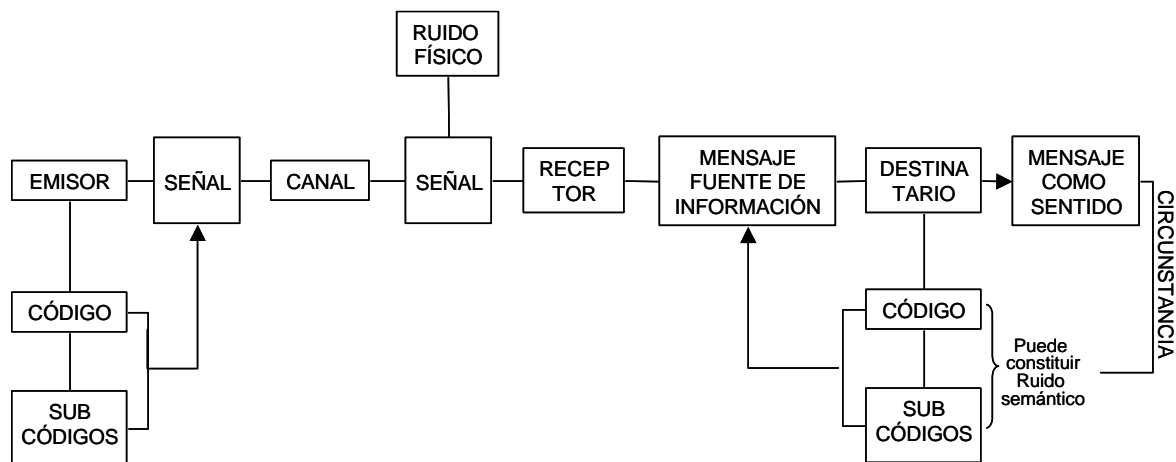 RUIDO
FÍSICO
EMISOR
SEÑAL
CANAL
SEÑAL
RECEP
TOR
MENSAJE
FUENTE DE
INFORMACIÓN
DESTINA
TARIO
MENSAJE
COMO
SENTIDO
CIRCUNSTANCIA
CÓDIGO
SUB
CÓDIGOS
CÓDIGO
SUB
CÓDIGOS
Puede
constituir
Ruido
semántico